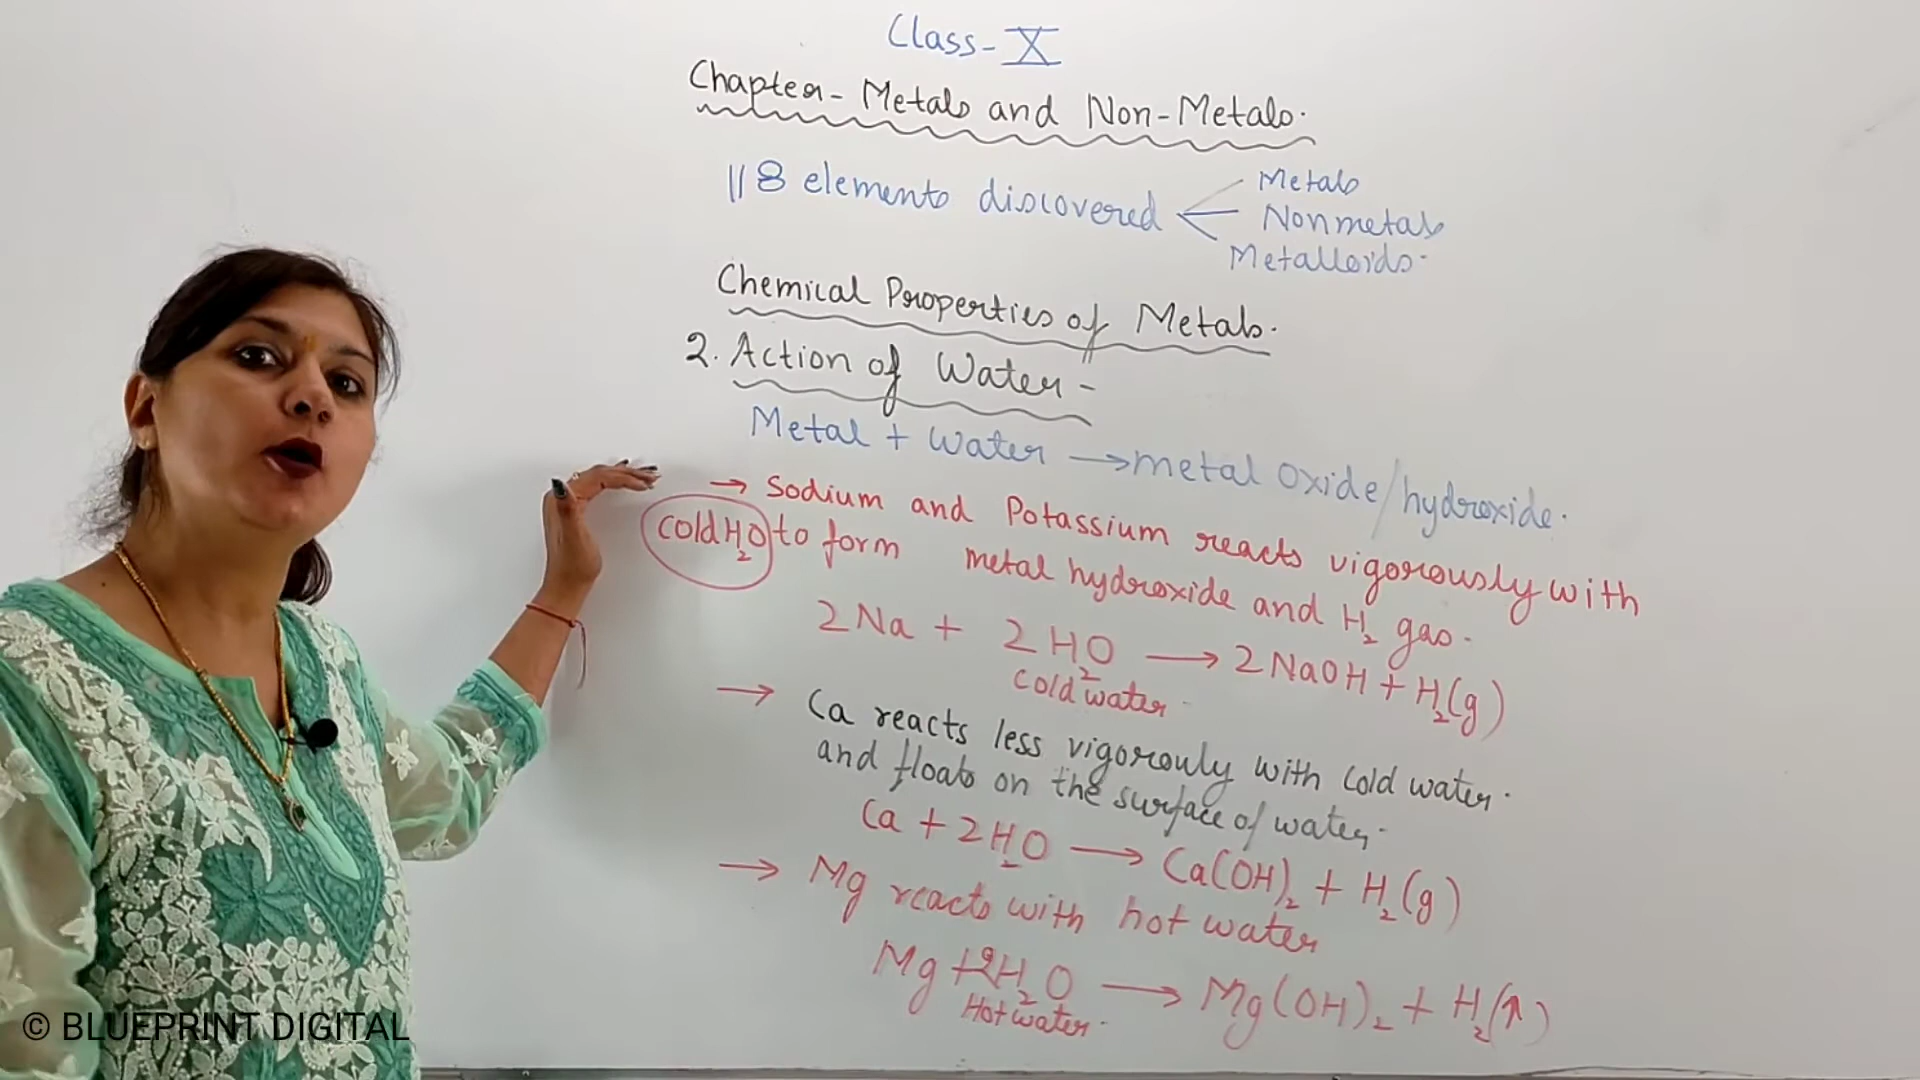 Class-X
Chapter- Metals and Non-Metals.
118 elements discovered
Metals
Nonmetals
Metalloids.
Chemical Properties of Metals.
2. Action of Water-
Metal + Water → metal oxide/hydroxide.
→ Sodium and Potassium reacts vigorously with
cold H₂O to form metal hydroxide and H₂ gas.
2Na + 2H₂O → 2NaOH + H₂(g)
cold water
→ Ca reacts less vigorouly with cold water.
and floats on the surface of water.
Ca + 2H₂O → Ca(OH)₂ + H₂(g)
→ Mg reacts with hot water
Mg + 2H₂O → Mg(OH)₂ + H₂(↑)
Hot water.
© BLUEPRINT DIGITAL